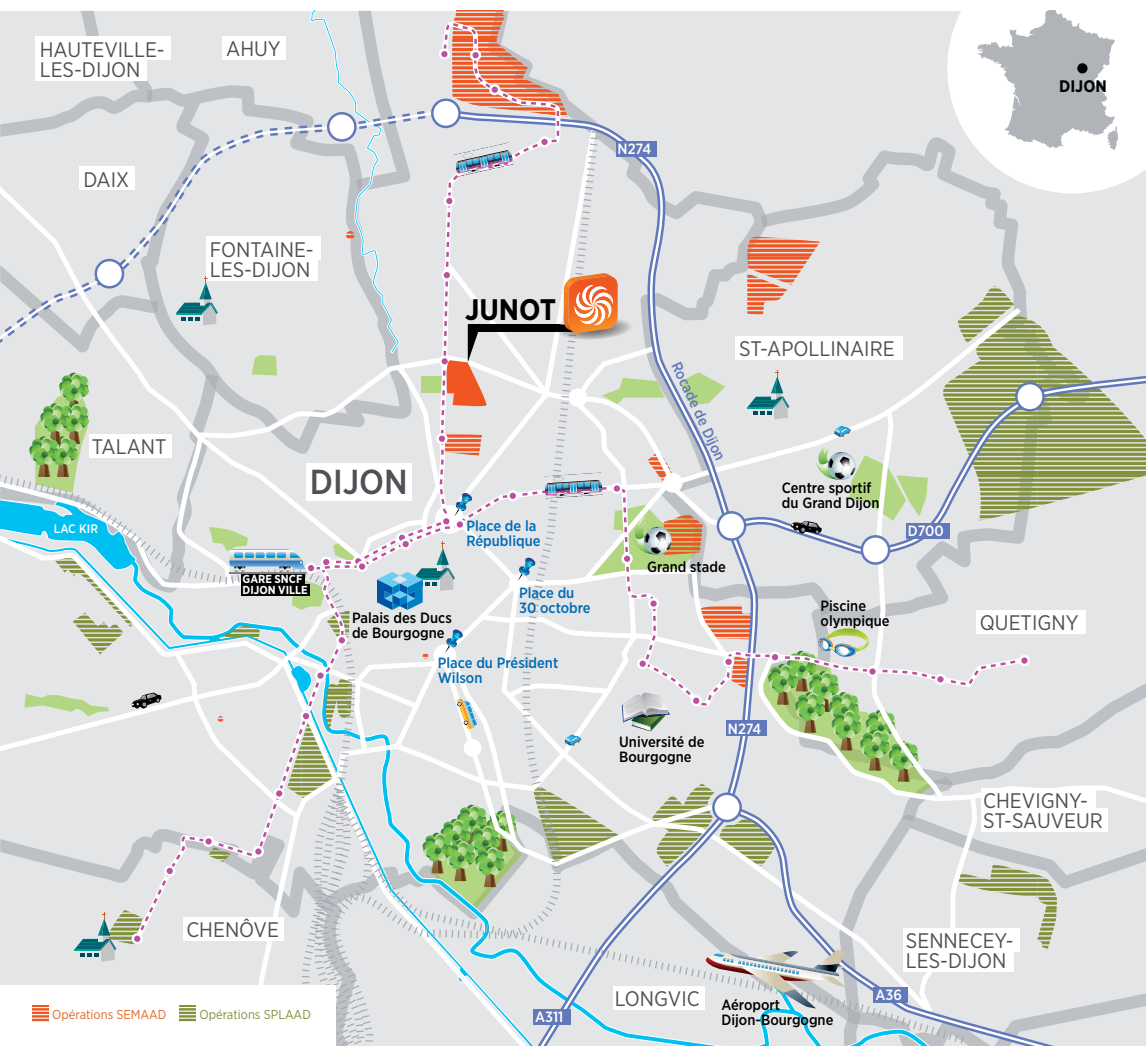 HAUTEVILLE-
LES-DIJON
AHUY
DIJON
N274
DAIX
FONTAINE-
LES-DIJON
JUNOT
ST-APOLLINAIRE
Rocade de Dijon
TALANT
DIJON
Centre sportif
du Grand Dijon
Place de la
République
LAC KIR
D700
Grand stade
GARE SNCF
DIJON VILLE
Place du
30 octobre
Palais des Ducs
de Bourgogne
Piscine
olympique
QUETIGNY
Place du Président
Wilson
N274
Université de
Bourgogne
CHEVIGNY-
ST-SAUVEUR
CHENÔVE
SENNECEY-
LES-DIJON
LONGVIC
A36
Aéroport
Dijon-Bourgogne
A311
Opérations SEMAAD
Opérations SPLAAD